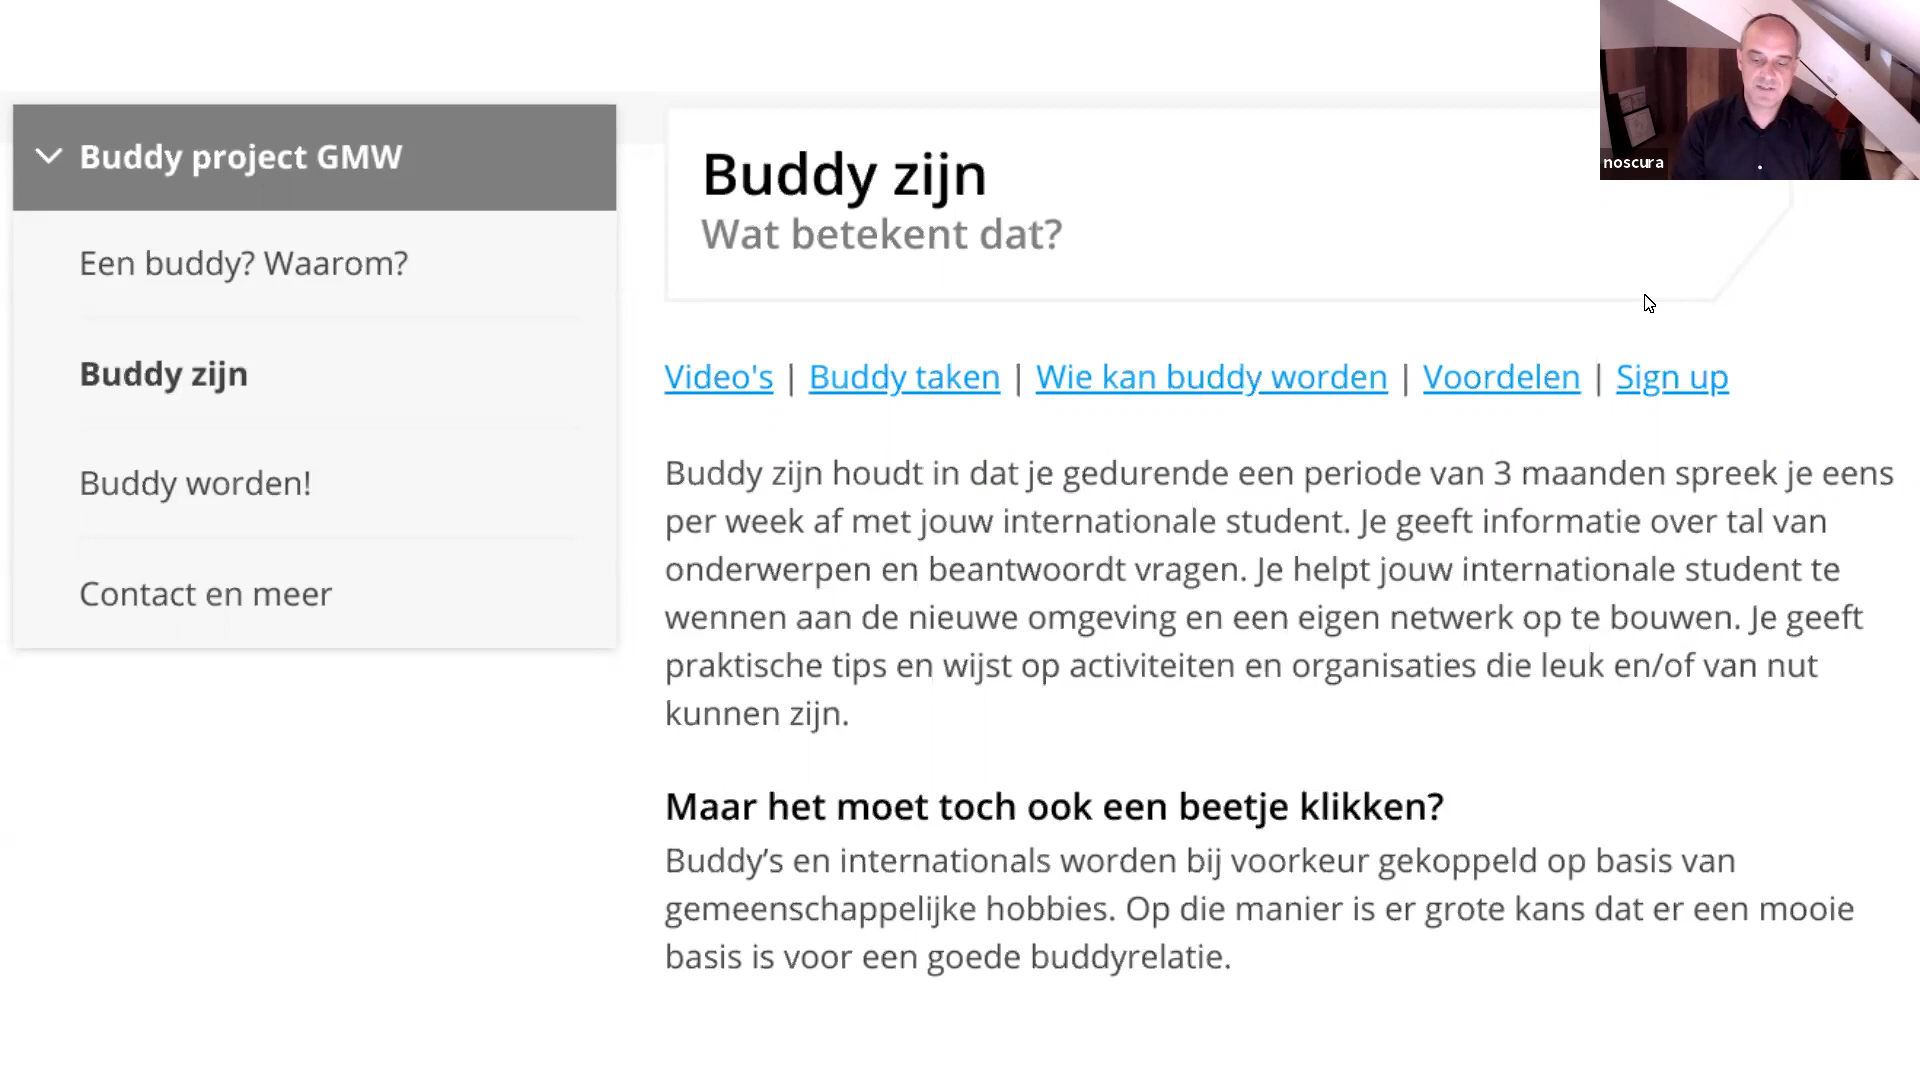 noscura
Buddy project GMW
Een buddy? Waarom?
Buddy zijn
Buddy worden!
Contact en meer
Buddy zijn
Wat betekent dat?
Video's | Buddy taken | Wie kan buddy worden | Voordelen | Sign up
Buddy zijn houdt in dat je gedurende een periode van 3 maanden spreek je eens
per week af met jouw internationale student. Je geeft informatie over tal van
onderwerpen en beantwoordt vragen. Je helpt jouw internationale student te
wennen aan de nieuwe omgeving en een eigen netwerk op te bouwen. Je geeft
praktische tips en wijst op activiteiten en organisaties die leuk en/of van nut
kunnen zijn.
Maar het moet toch ook een beetje klikken?
Buddy’s en internationals worden bij voorkeur gekoppeld op basis van
gemeenschappelijke hobbies. Op die manier is er grote kans dat er een mooie
basis is voor een goede buddyrelatie.